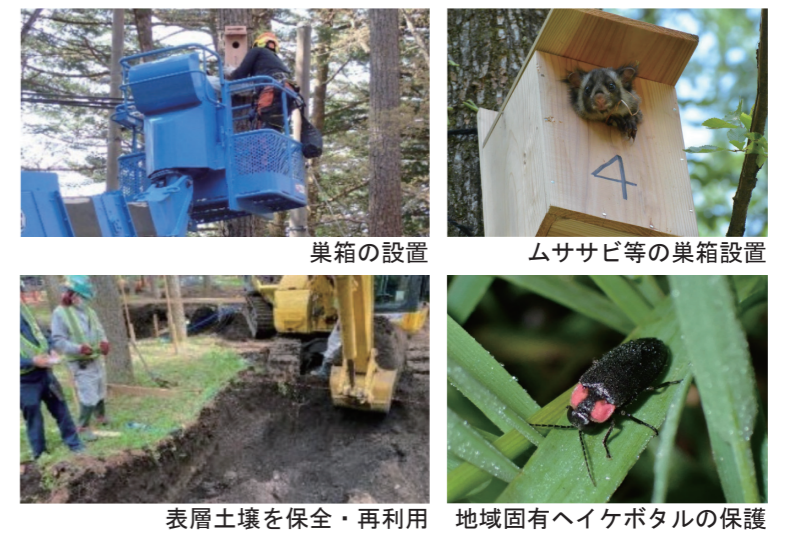 巣箱の設置
4
ムササビ等の巣箱設置
表層土壌を保全・再利用
地域固有ヘイケボタルの保護